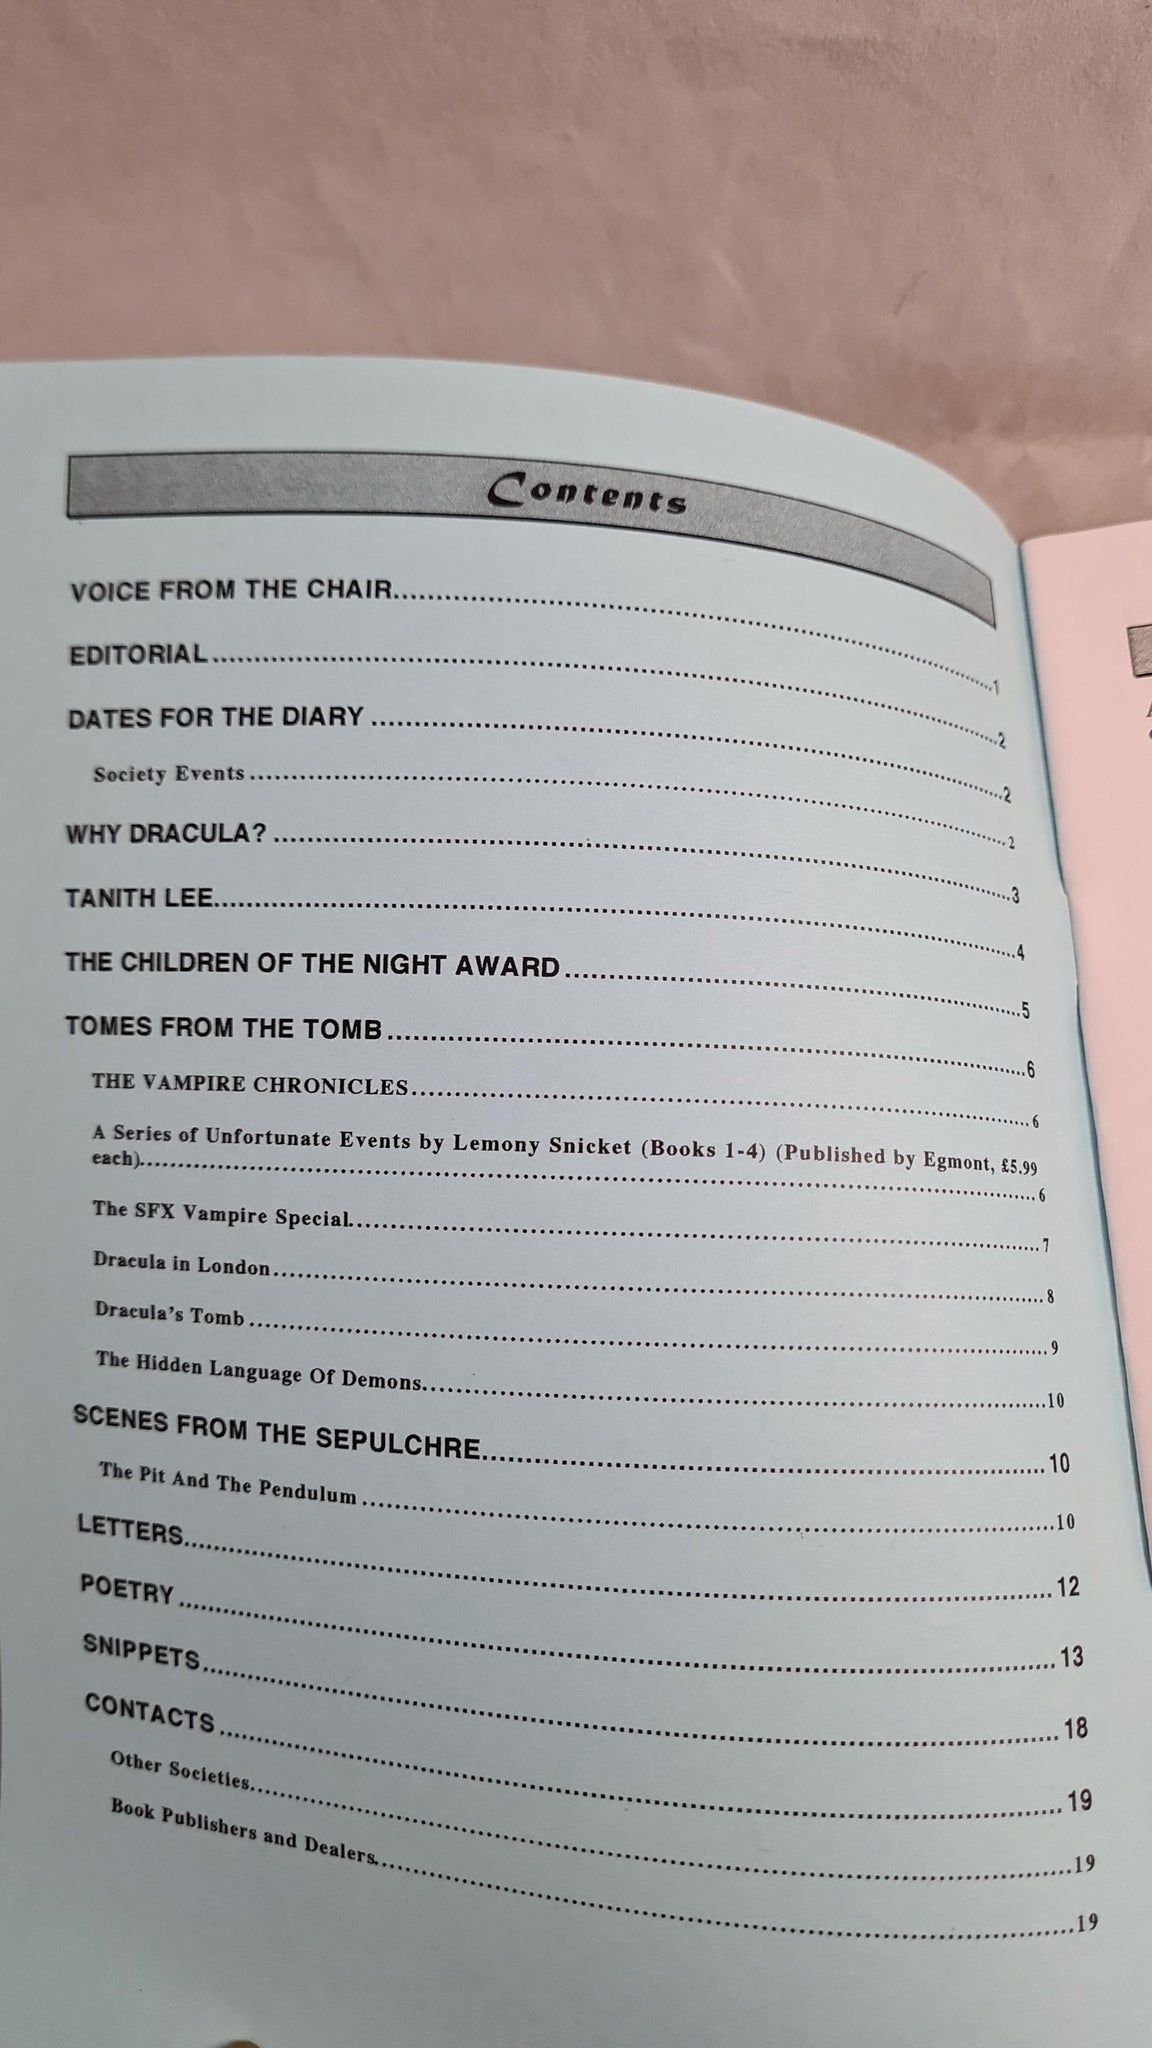 Contents
VOICE FROM THE CHAIR..........1
EDITORIAL..........2
DATES FOR THE DIARY..........2
Society Events..........2
WHY DRACULA?..........3
TANITH LEE..........4
THE CHILDREN OF THE NIGHT AWARD..........5
TOMES FROM THE TOMB..........6
THE VAMPIRE CHRONICLES..........6
A Series of Unfortunate Events by Lemony Snicket (Books 1-4) (Published by Egmont, £5.99
each)..........6
The SFX Vampire Special..........7
Dracula in London..........8
Dracula's Tomb..........9
The Hidden Language Of Demons..........10
SCENES FROM THE SEPULCHRE..........10
The Pit And The Pendulum..........10
LETTERS..........12
POETRY..........13
SNIPPETS..........18
CONTACTS..........19
Other Societies..........19
Book Publishers and Dealers..........19